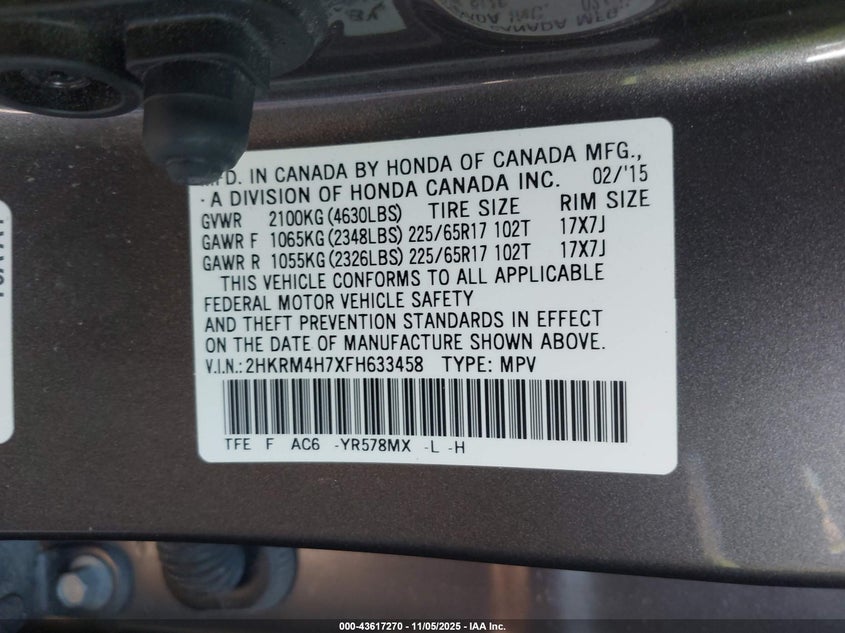 MFD. IN CANADA BY HONDA OF CANADA MFG.,
A DIVISION OF HONDA CANADA INC. 02/'15
GVWR 2100KG (4630LBS) TIRE SIZE RIM SIZE
GAWR F 1065KG (2348LBS) 225/65R17 102T 17X7J
GAWR R 1055KG (2326LBS) 225/65R17 102T 17X7J
THIS VEHICLE CONFORMS TO ALL APPLICABLE
FEDERAL MOTOR VEHICLE SAFETY
AND THEFT PREVENTION STANDARDS IN EFFECT
ON THE DATE OF MANUFACTURE SHOWN ABOVE.
V.I.N.: 2HKRM4H7XFH633458 TYPE: MPV
TFE F AC6 -YR578MX -L -H
000-43617270 - 11/05/2025 - IAA Inc.